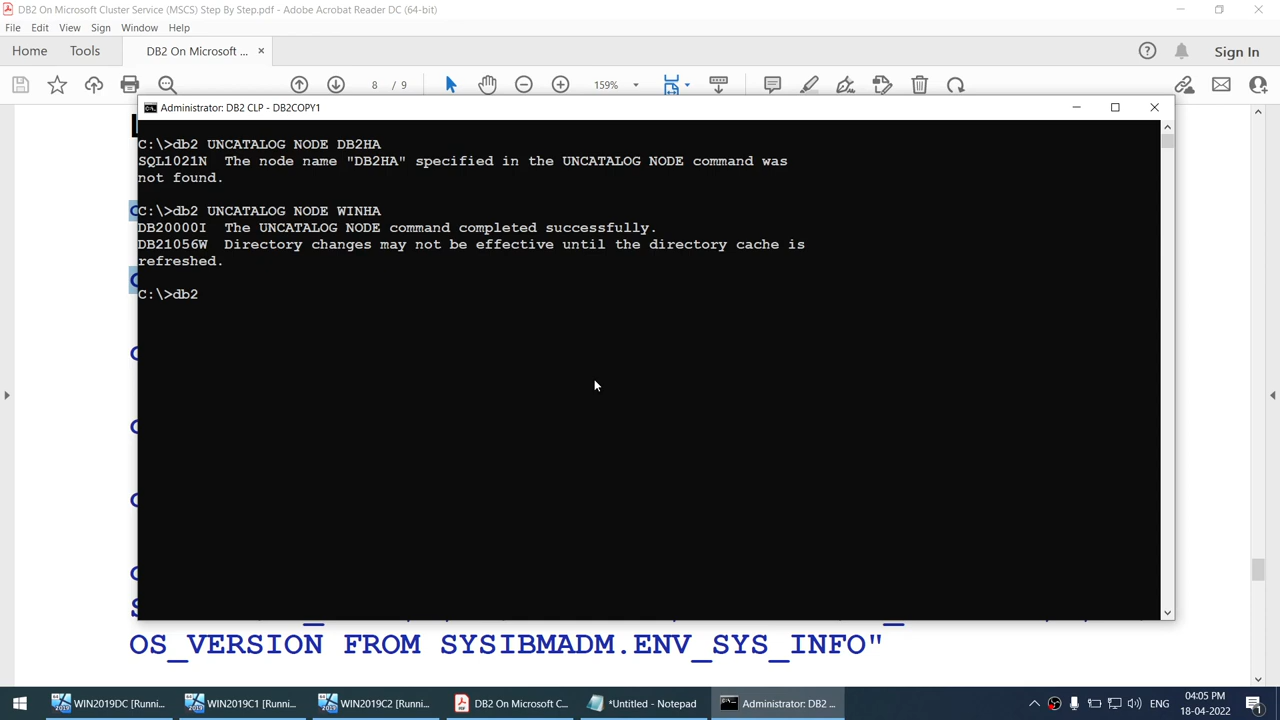 DB2 On Microsoft Cluster Service (MSCS) Step By Step.pdf - Adobe Acrobat Reader DC (64-bit)
File Edit View Sign Window Help
Home Tools DB2 On Microsoft ... × Sign In
8 / 9 159%
Administrator: DB2 CLP - DB2COPY1
C:\>db2 UNCATALOG NODE DB2HA
SQL1021N The node name "DB2HA" specified in the UNCATALOG NODE command was
not found.
C:\>db2 UNCATALOG NODE WINHA
DB20000I The UNCATALOG NODE command completed successfully.
DB21056W Directory changes may not be effective until the directory cache is
refreshed.
C:\>db2
OS_VERSION FROM SYSIBMADM.ENV_SYS_INFO"
WIN2019DC [Runni... WIN2019C1 [Runnin... WIN2019C2 [Runnin... DB2 On Microsoft C... *Untitled - Notepad Administrator: DB2 ... ENG 04:05 PM
18-04-2022